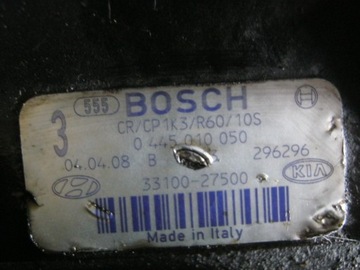 555 BOSCH
3 CR/CP1K3/R60/10S
0 445 010 050
04.04.08 B 296296
33100-27500 KIA
Made in Italy